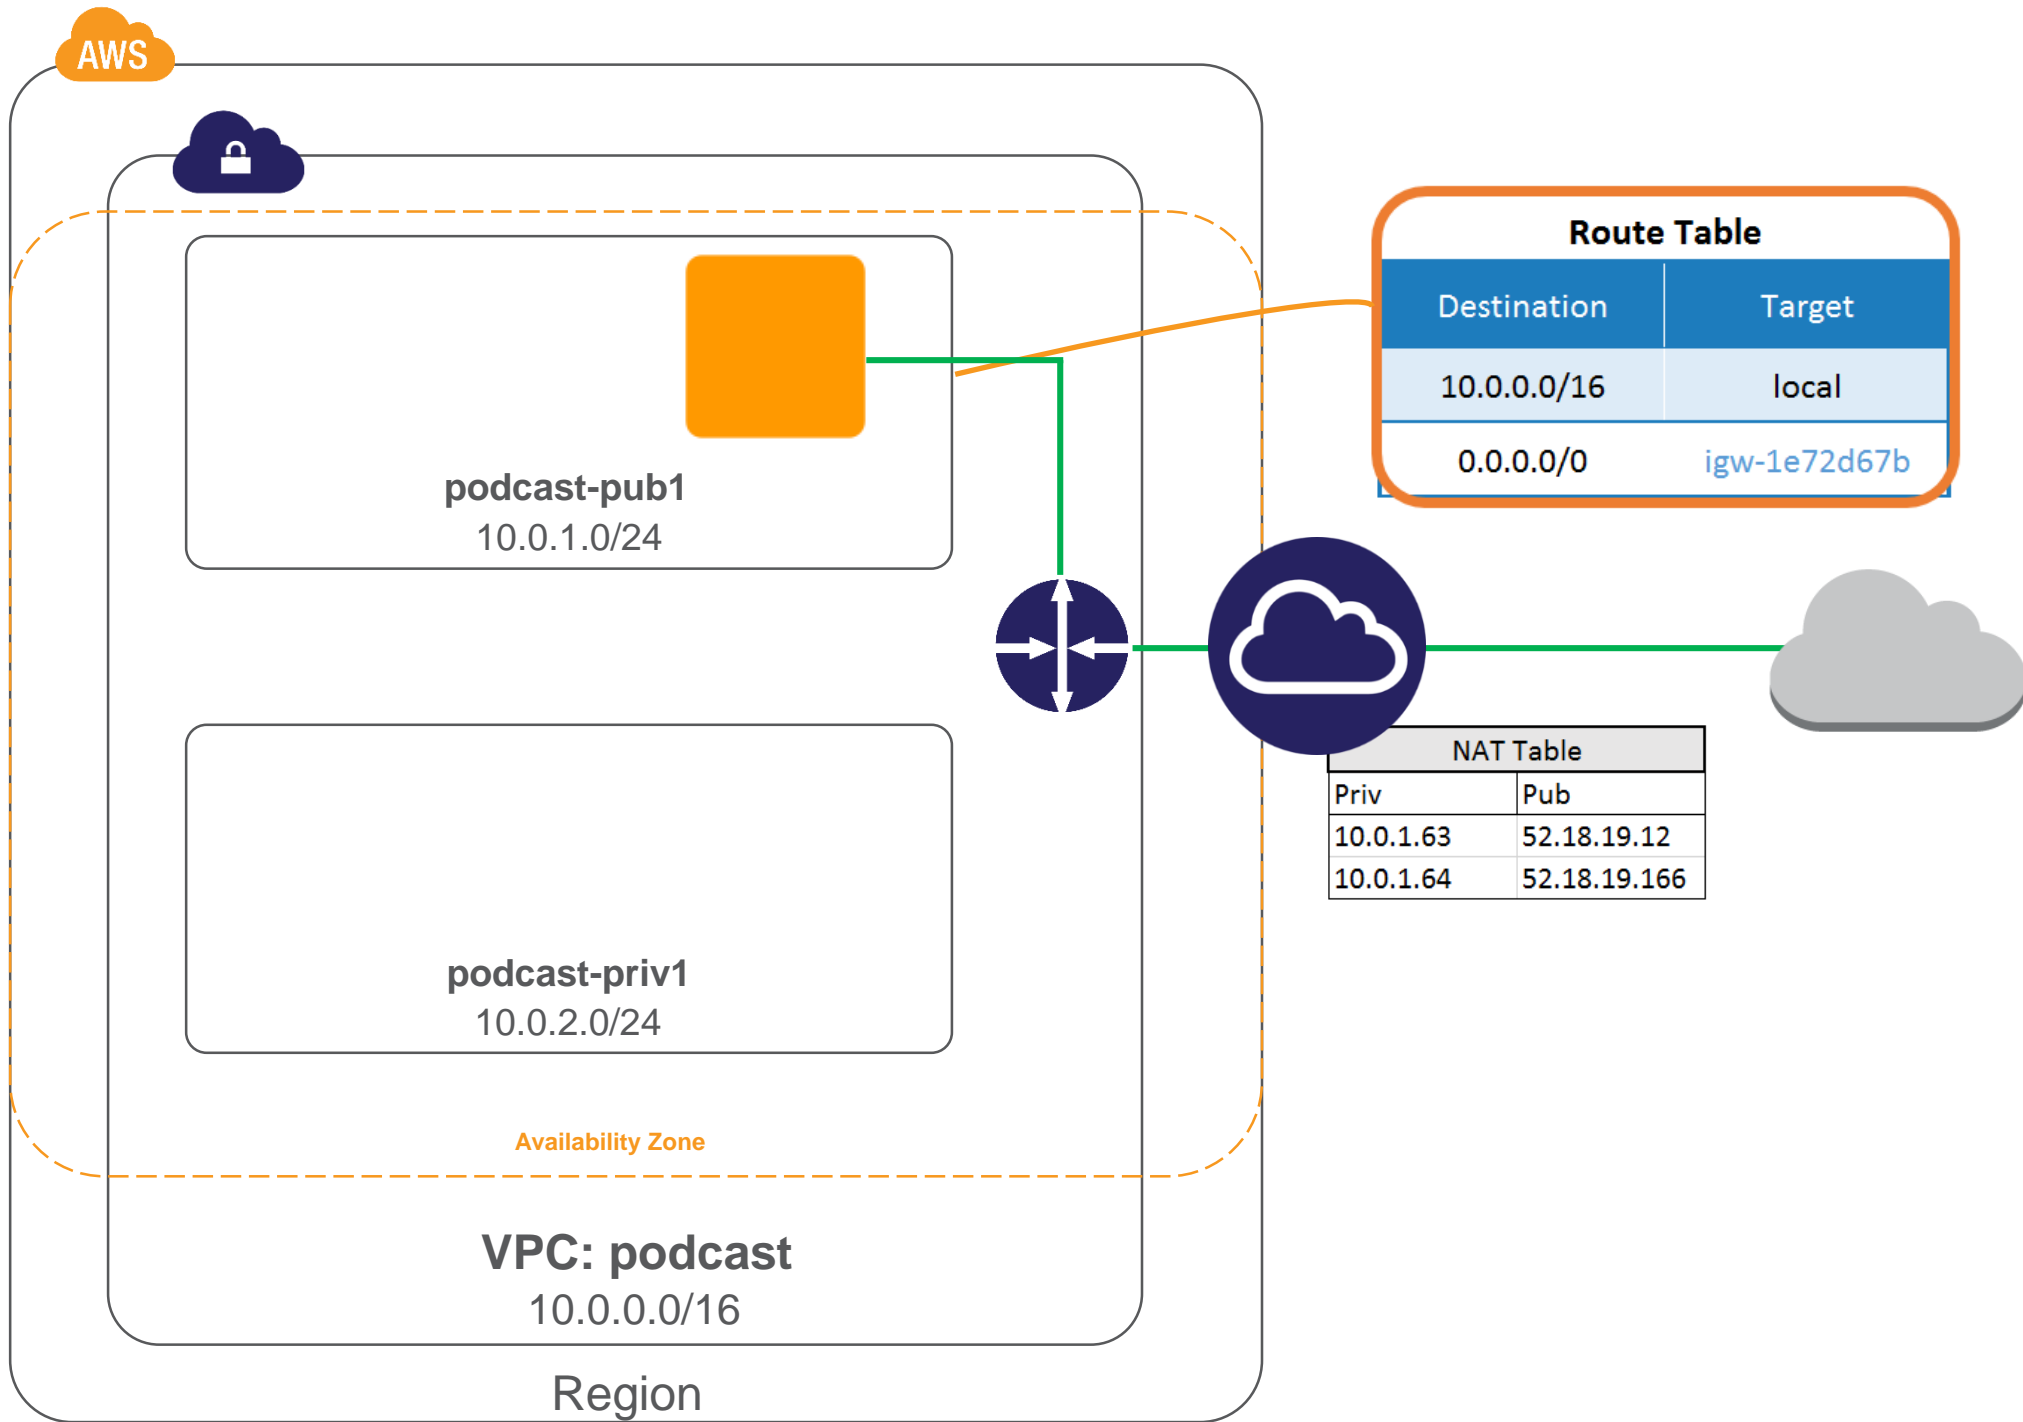 AWS
podcast-pub1
10.0.1.0/24
podcast-priv1
10.0.2.0/24
Availability Zone
VPC: podcast
10.0.0.0/16
Region
Route Table
Destination Target
10.0.0.0/16 local
0.0.0.0/0 igw-1e72d67b
NAT Table
Priv Pub
10.0.1.63 52.18.19.12
10.0.1.64 52.18.19.166